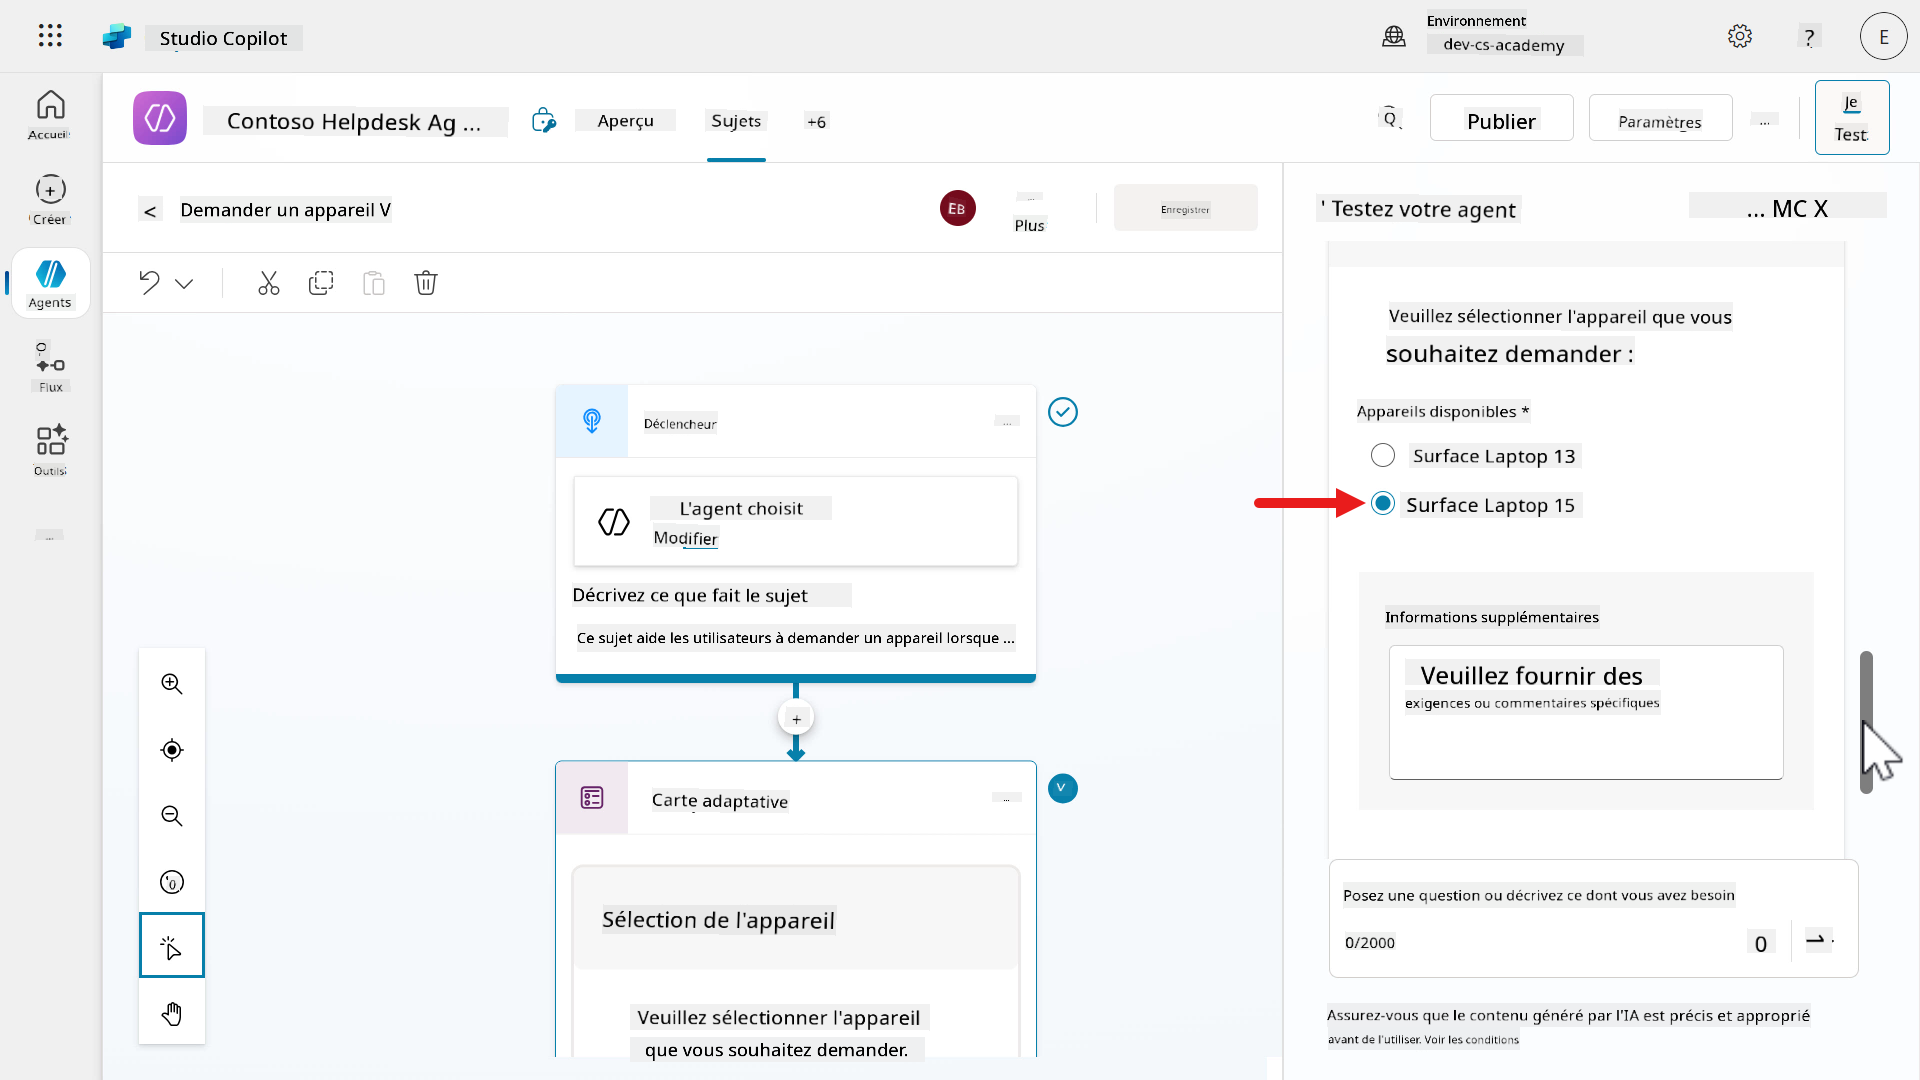 Studio Copilot
Environnement
dev-cs-academy
?
E
Accueil
Créer
Agents
Flux
Outils
...
Contoso Helpdesk Ag ...
Aperçu
Sujets
+6
Publier
Paramètres
...
Je
Test
< Demander un appareil V
EB
...
Plus
Enregistrer
Déclencheur
...
L'agent choisit
Modifier
Décrivez ce que fait le sujet
Ce sujet aide les utilisateurs à demander un appareil lorsque ...
+
Carte adaptative
...
V
Sélection de l'appareil
Veuillez sélectionner l'appareil
que vous souhaitez demander.
' Testez votre agent
... MC X
Veuillez sélectionner l'appareil que vous
souhaitez demander :
Appareils disponibles *
Surface Laptop 13
Surface Laptop 15
Informations supplémentaires
Veuillez fournir des
exigences ou commentaires spécifiques
Posez une question ou décrivez ce dont vous avez besoin
0/2000
0
Assurez-vous que le contenu généré par l'IA est précis et approprié
avant de l'utiliser. Voir les conditions